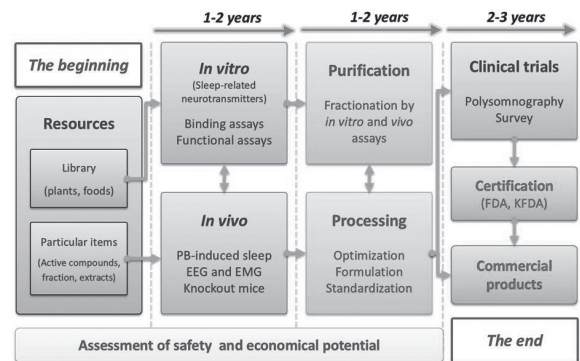 1-2 years
1-2 years
2-3 years
The beginning
Resources
Library
(plants, foods)
Particular items
(Active compounds,
fraction, extracts)
In vitro
(Sleep-related
neurotransmitters)
Binding assays
Functional assays
In vivo
PB-induced sleep
EEG and EMG
Knockout mice
Purification
Fractionation by
in vitro and vivo
assays
Processing
Optimization
Formulation
Standardization
Clinical trials
Polysomnography
Survey
Certification
(FDA, KFDA)
Commercial
products
Assessment of safety and economical potential
The end